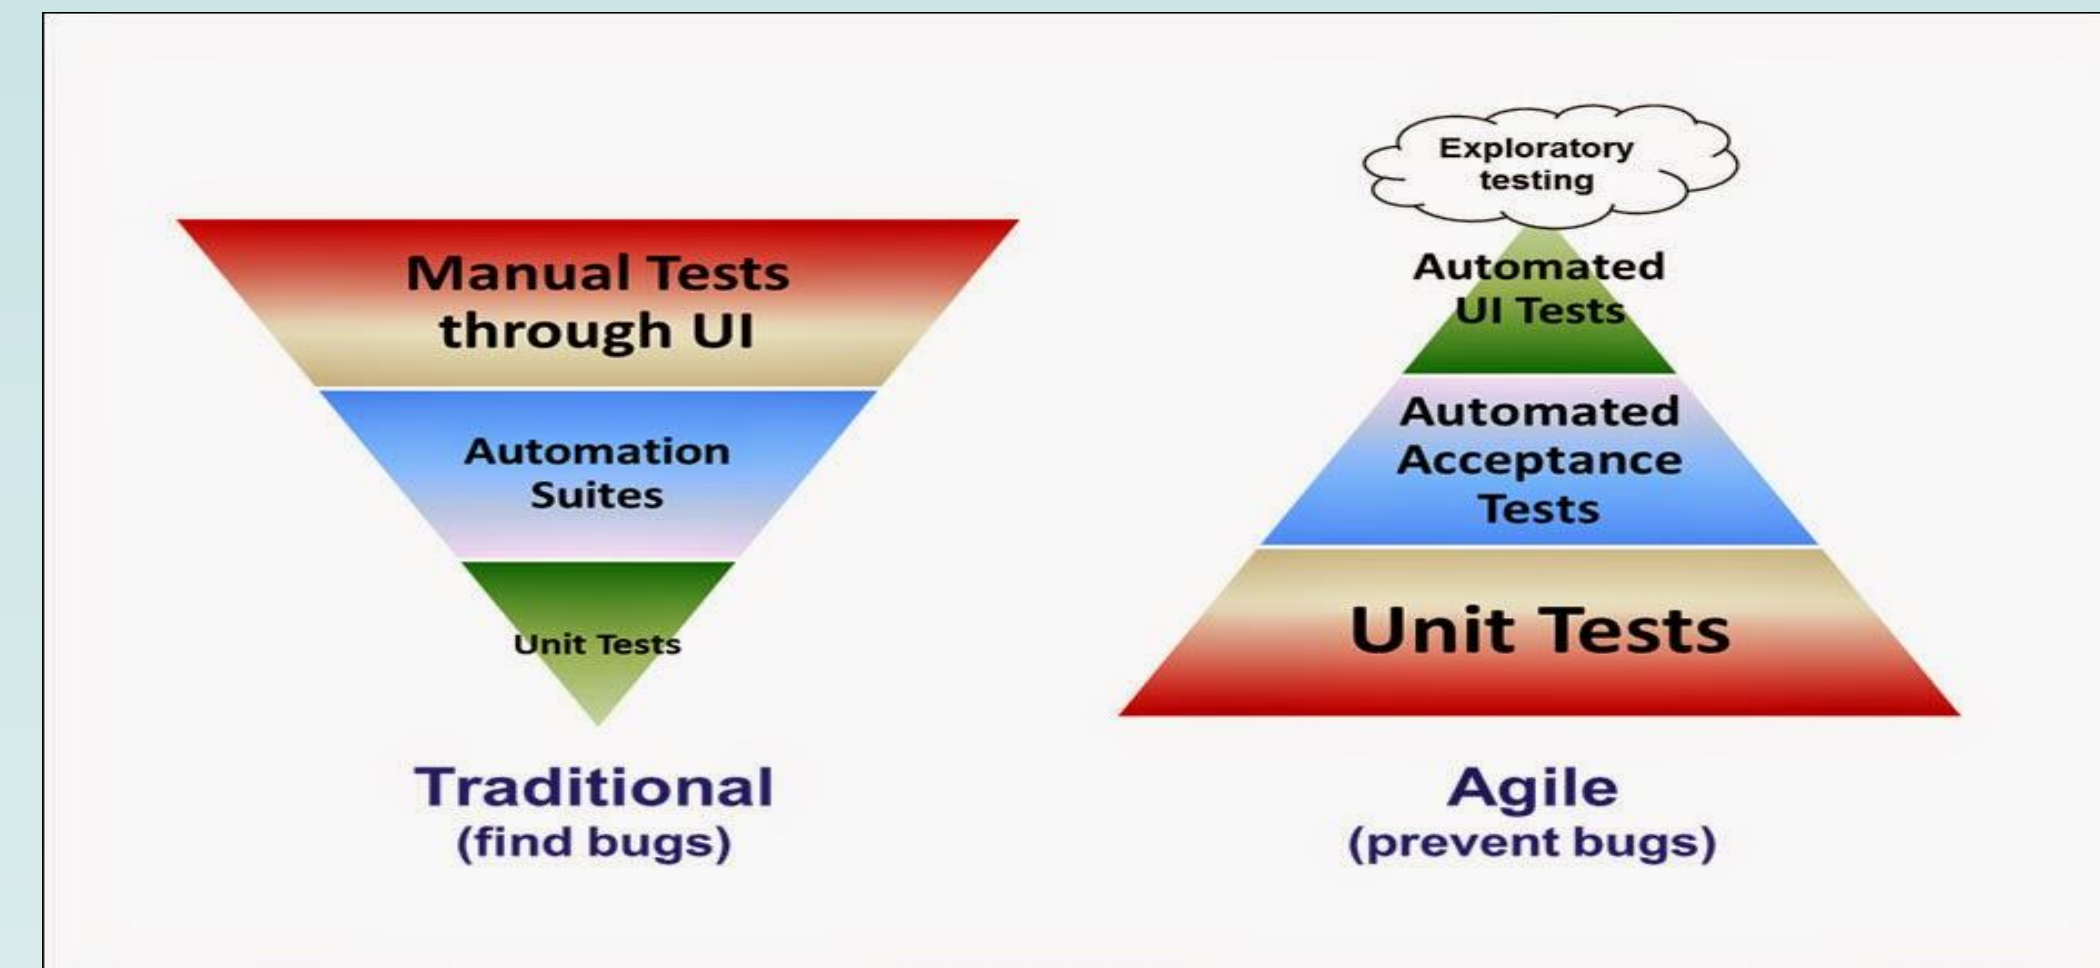 Manual Tests
through UI
Automation
Suites
Unit Tests
Traditional
(find bugs)
Exploratory
testing
Automated
UI Tests
Automated
Acceptance
Tests
Unit Tests
Agile
(prevent bugs)